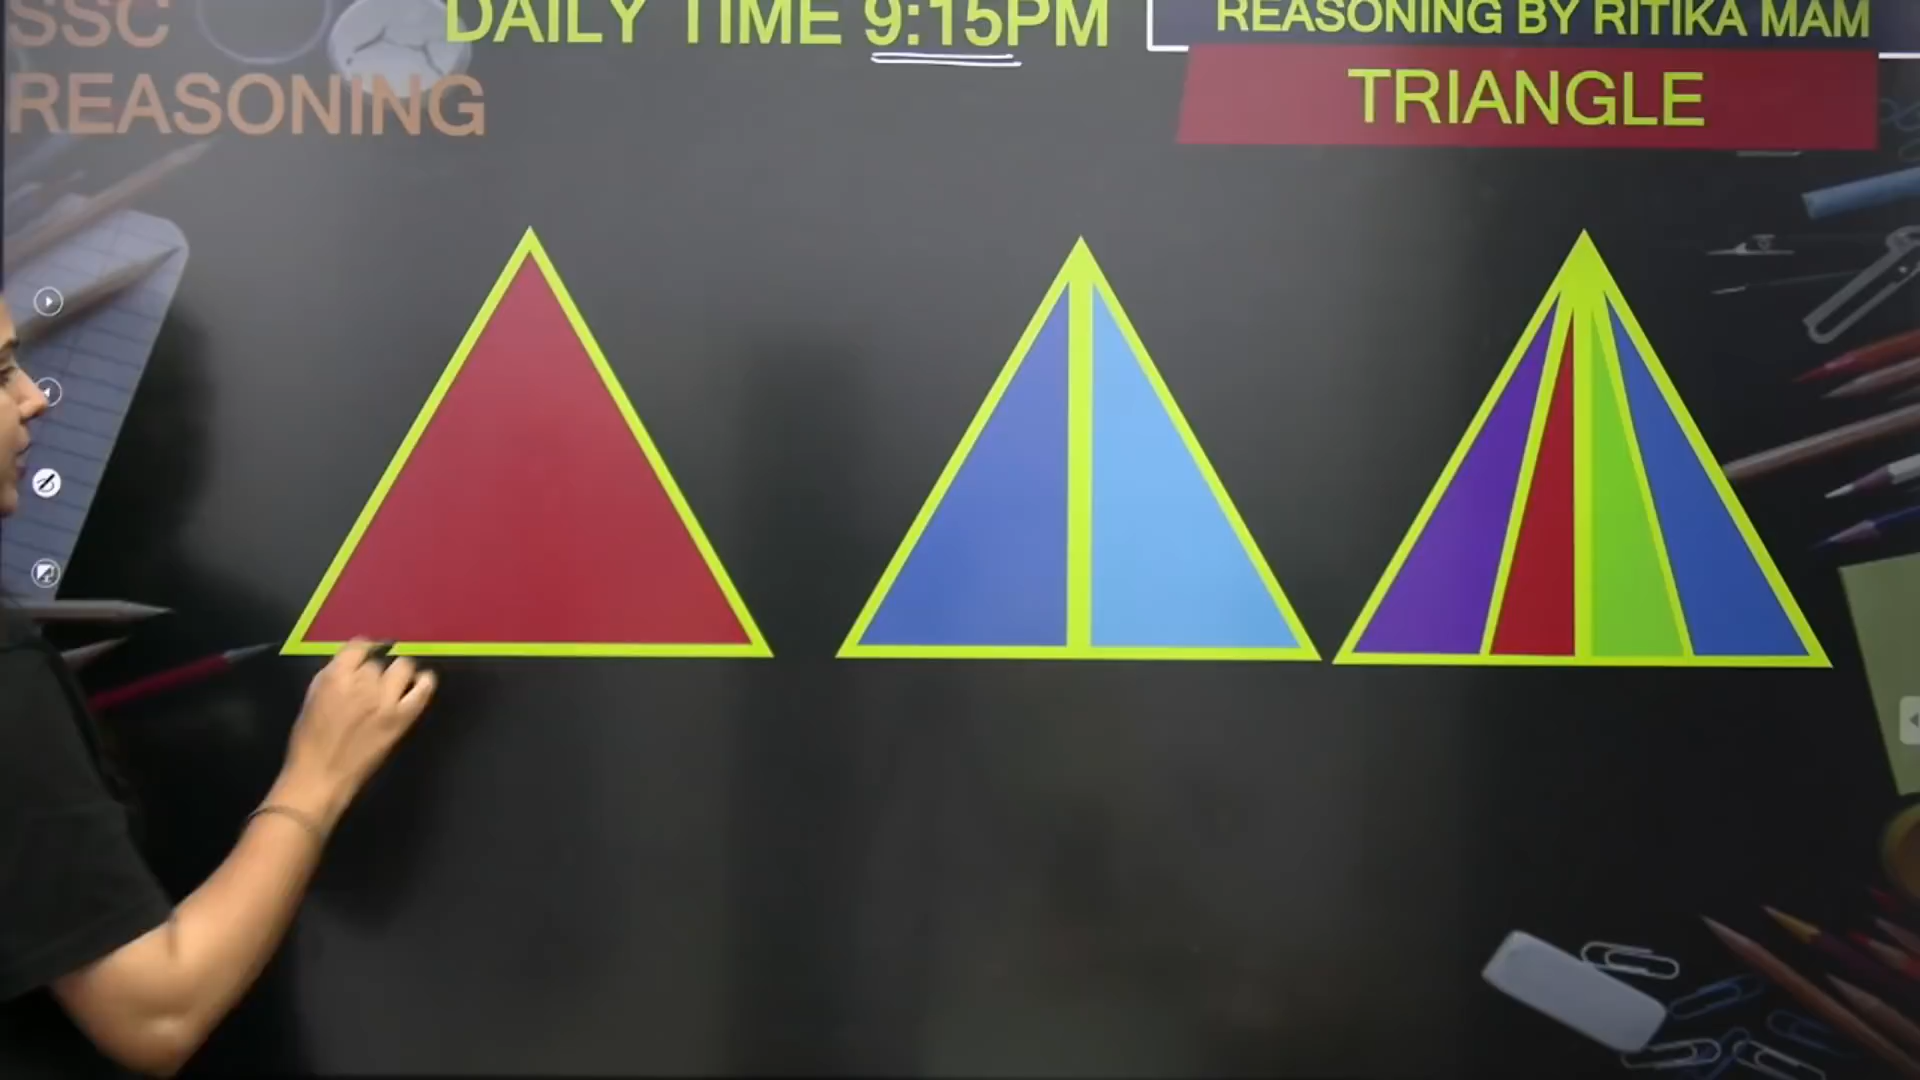 SSC
REASONING
DAILY TIME 9:15PM
REASONING BY RITIKA MAM
TRIANGLE